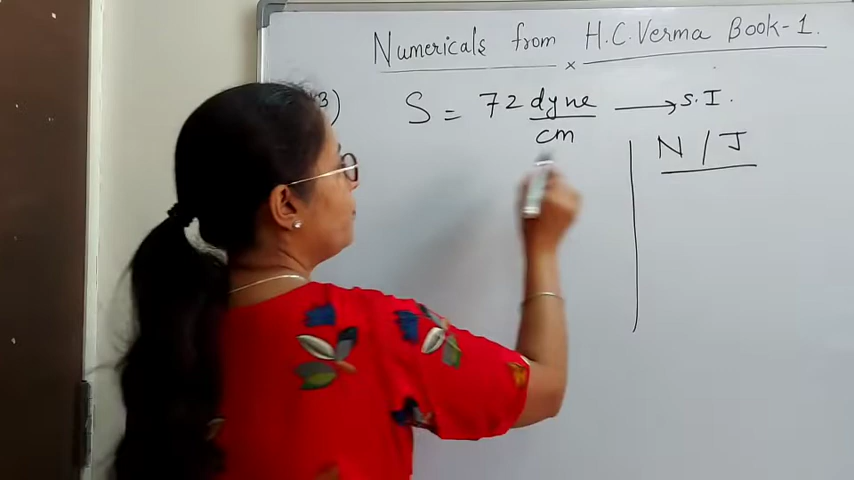 Numericals from H.C.Verma Book-1.
x
3) S = 72 dyne/cm → S.I.
N/J